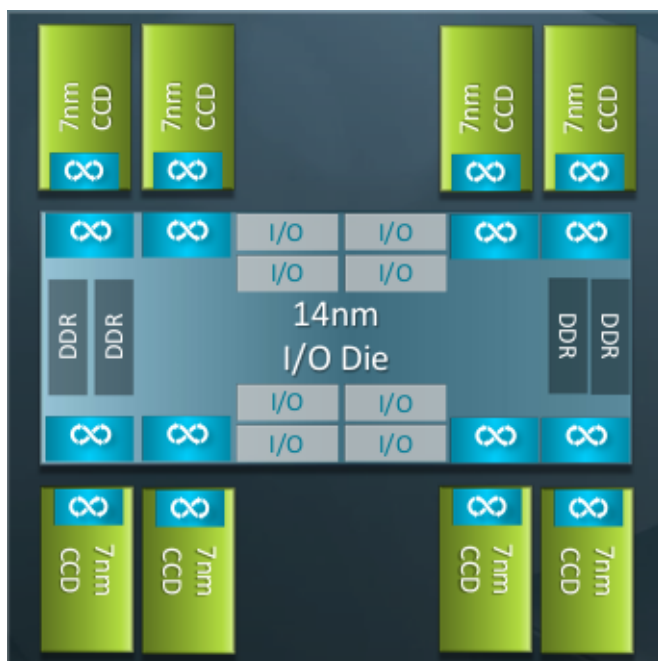 7nm
CCD
7nm
CCD
7nm
CCD
7nm
CCD
I/O
I/O
I/O
I/O
14nm
I/O Die
DDR
DDR
DDR
DDR
I/O
I/O
I/O
I/O
7nm
CCD
7nm
CCD
7nm
CCD
7nm
CCD